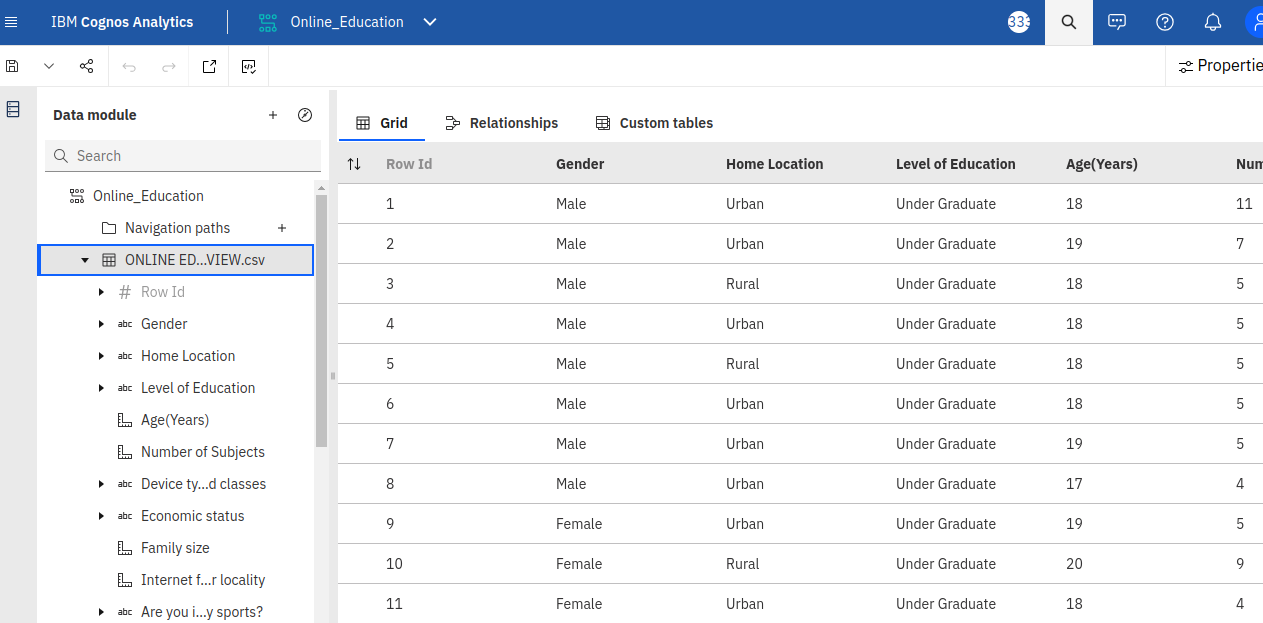 IBM Cognos Analytics Online_Education 333
Propertie
Data module
Grid Relationships Custom tables
Search
Row Id Gender Home Location Level of Education Age(Years) Num
Online_Education
1 Male Urban Under Graduate 18 11
Navigation paths
2 Male Urban Under Graduate 19 7
ONLINE ED...VIEW.csv
3 Male Rural Under Graduate 18 5
# Row Id
4 Male Urban Under Graduate 18 5
abc Gender
5 Male Rural Under Graduate 18 5
abc Home Location
6 Male Urban Under Graduate 18 5
abc Level of Education
7 Male Urban Under Graduate 19 5
Age(Years)
8 Male Urban Under Graduate 17 4
Number of Subjects
9 Female Urban Under Graduate 19 5
abc Device ty...d classes
10 Female Rural Under Graduate 20 9
abc Economic status
11 Female Urban Under Graduate 18 4
Family size
Internet f...r locality
abc Are you i...y sports?